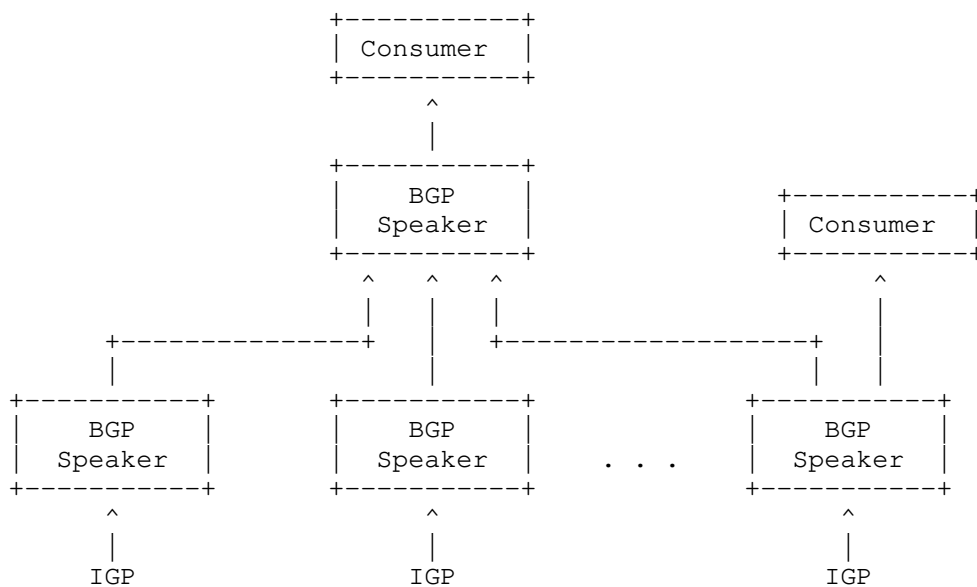 Consumer
BGP
Speaker
Consumer
BGP
Speaker
BGP
Speaker
. . .
BGP
Speaker
IGP
IGP
IGP